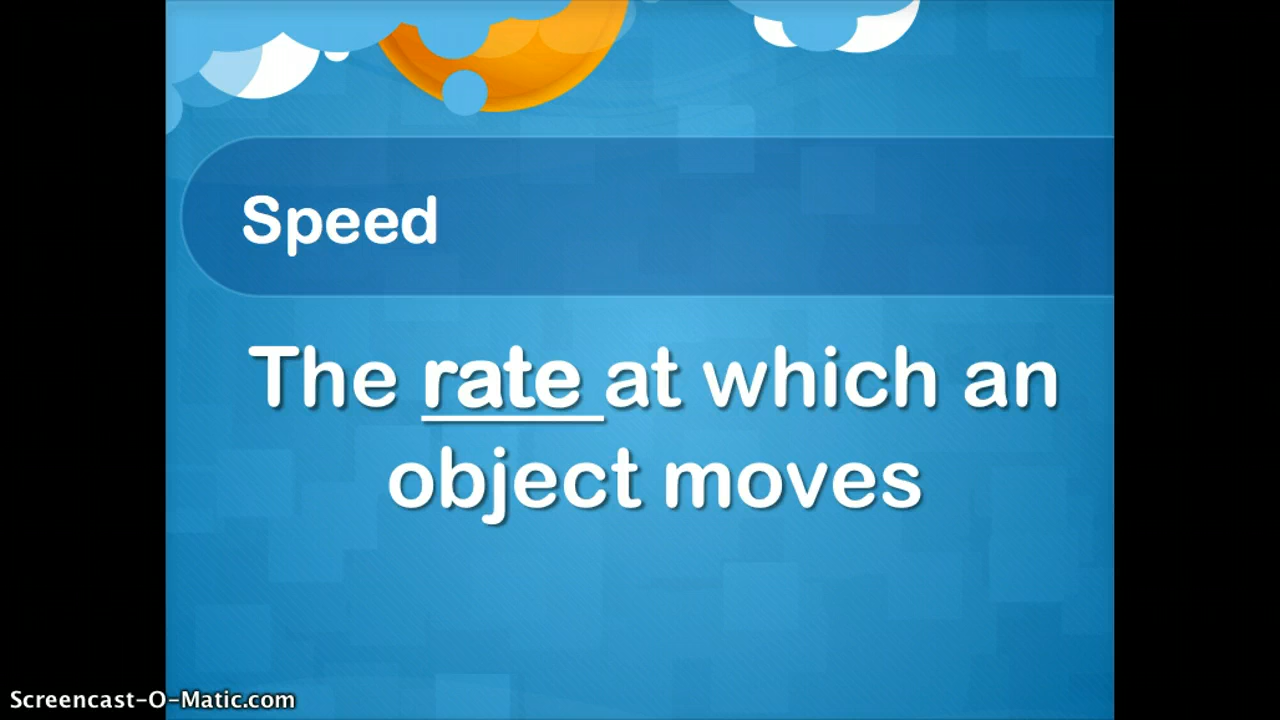 Speed
The rate at which an
object moves
Screencast-O-Matic.com